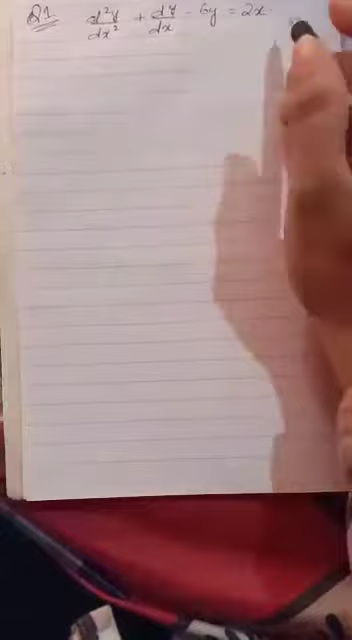 Q1 d²y/dx² + dy/dx - 6y = 2x.